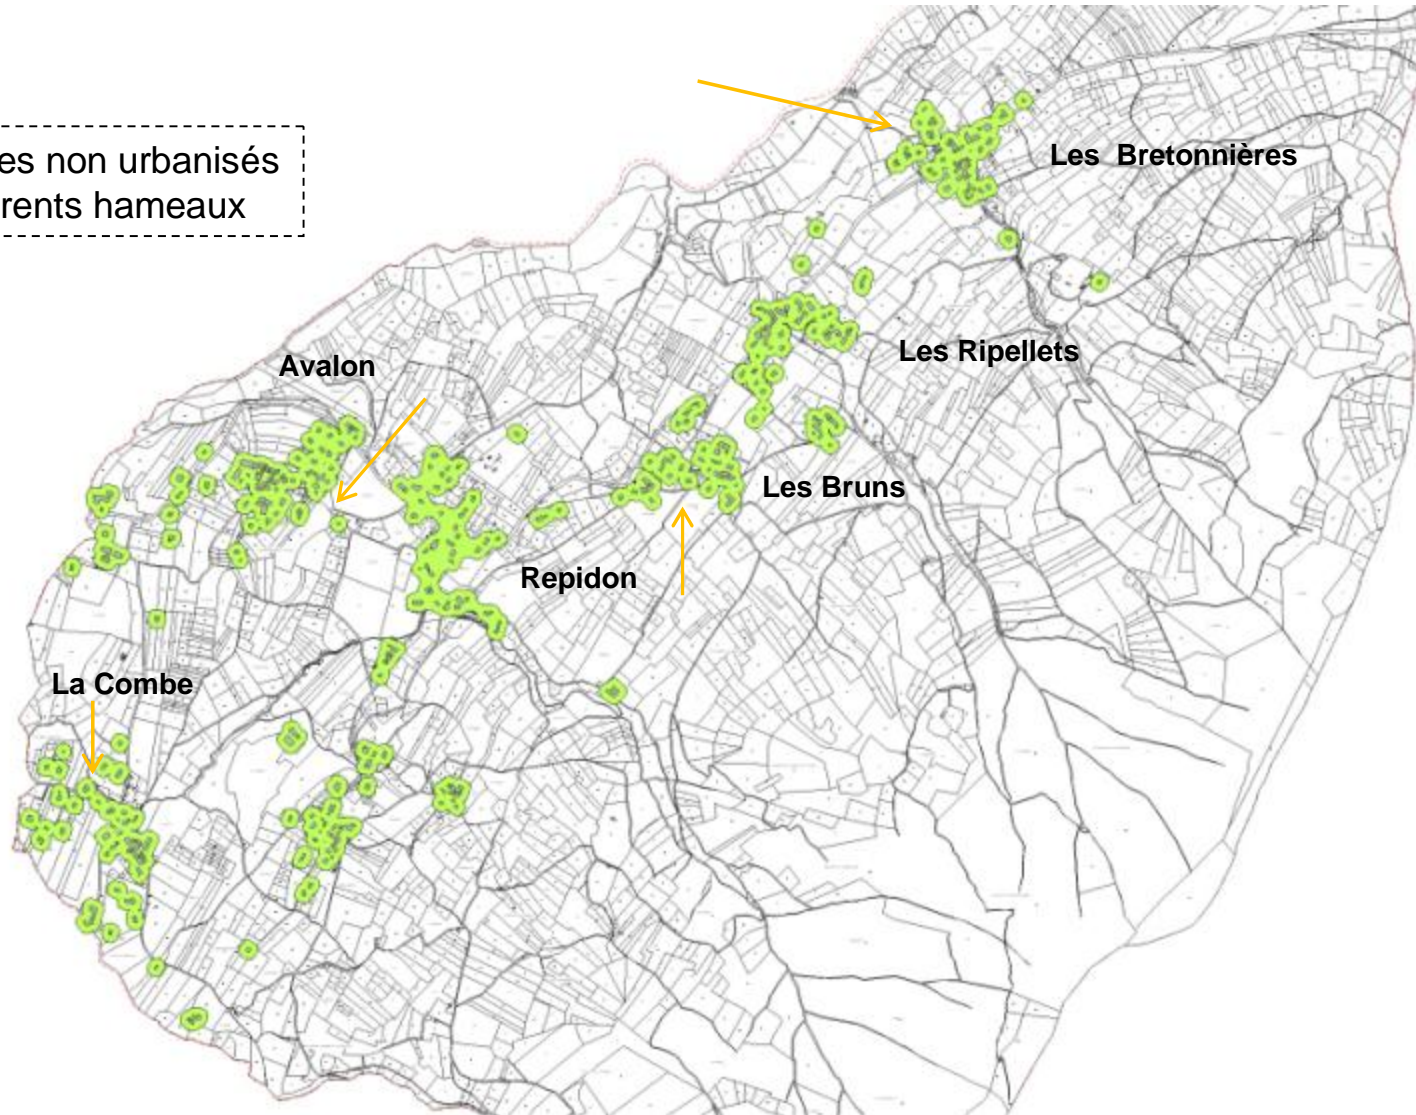 es non urbanisés
rents hameaux
Les Bretonnières
Les Ripellets
Avalon
Les Bruns
Repidon
La Combe